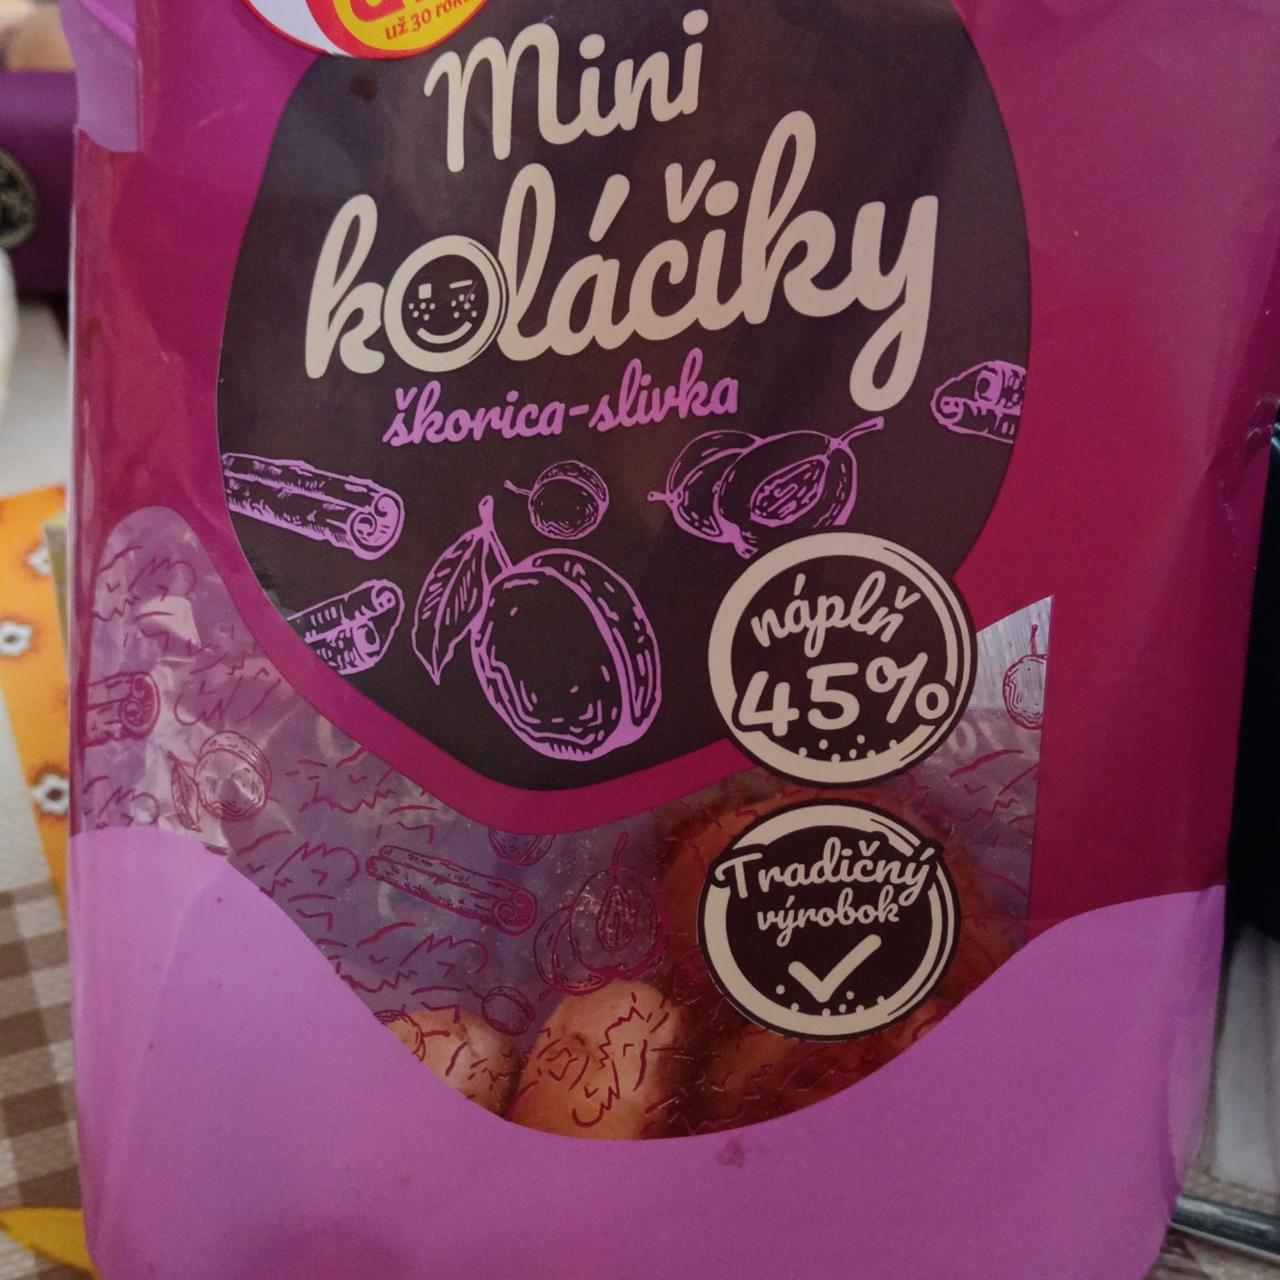 už 30 rokov
Mini
koláčiky
škorica-slivka
náplň
45%
Tradičný
výrobok